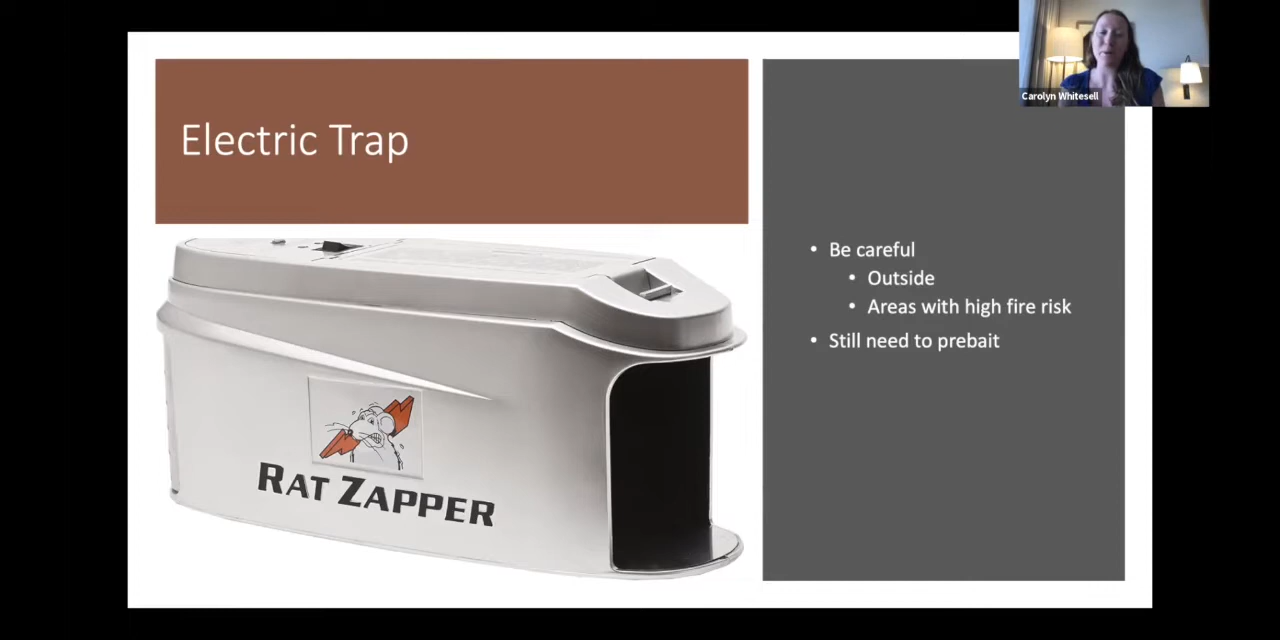 Electric Trap
Carolyn Whitesell
• Be careful
• Outside
• Areas with high fire risk
• Still need to prebait
RAT ZAPPER